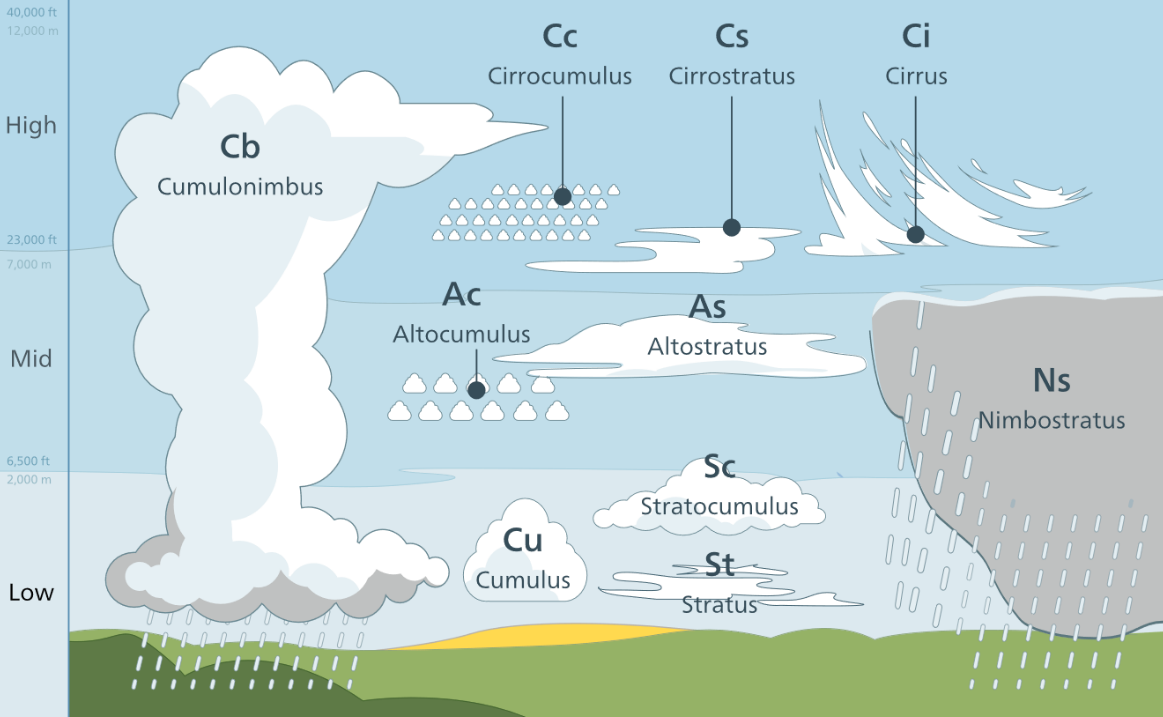 40,000 ft
12,000 m
High
23,000 ft
7,000 m
Mid
6,500 ft
2,000 m
Low
Cb
Cumulonimbus
Cc
Cirrocumulus
Cs
Cirrostratus
Ci
Cirrus
Ac
Altocumulus
As
Altostratus
Ns
Nimbostratus
Sc
Stratocumulus
Cu
Cumulus
St
Stratus